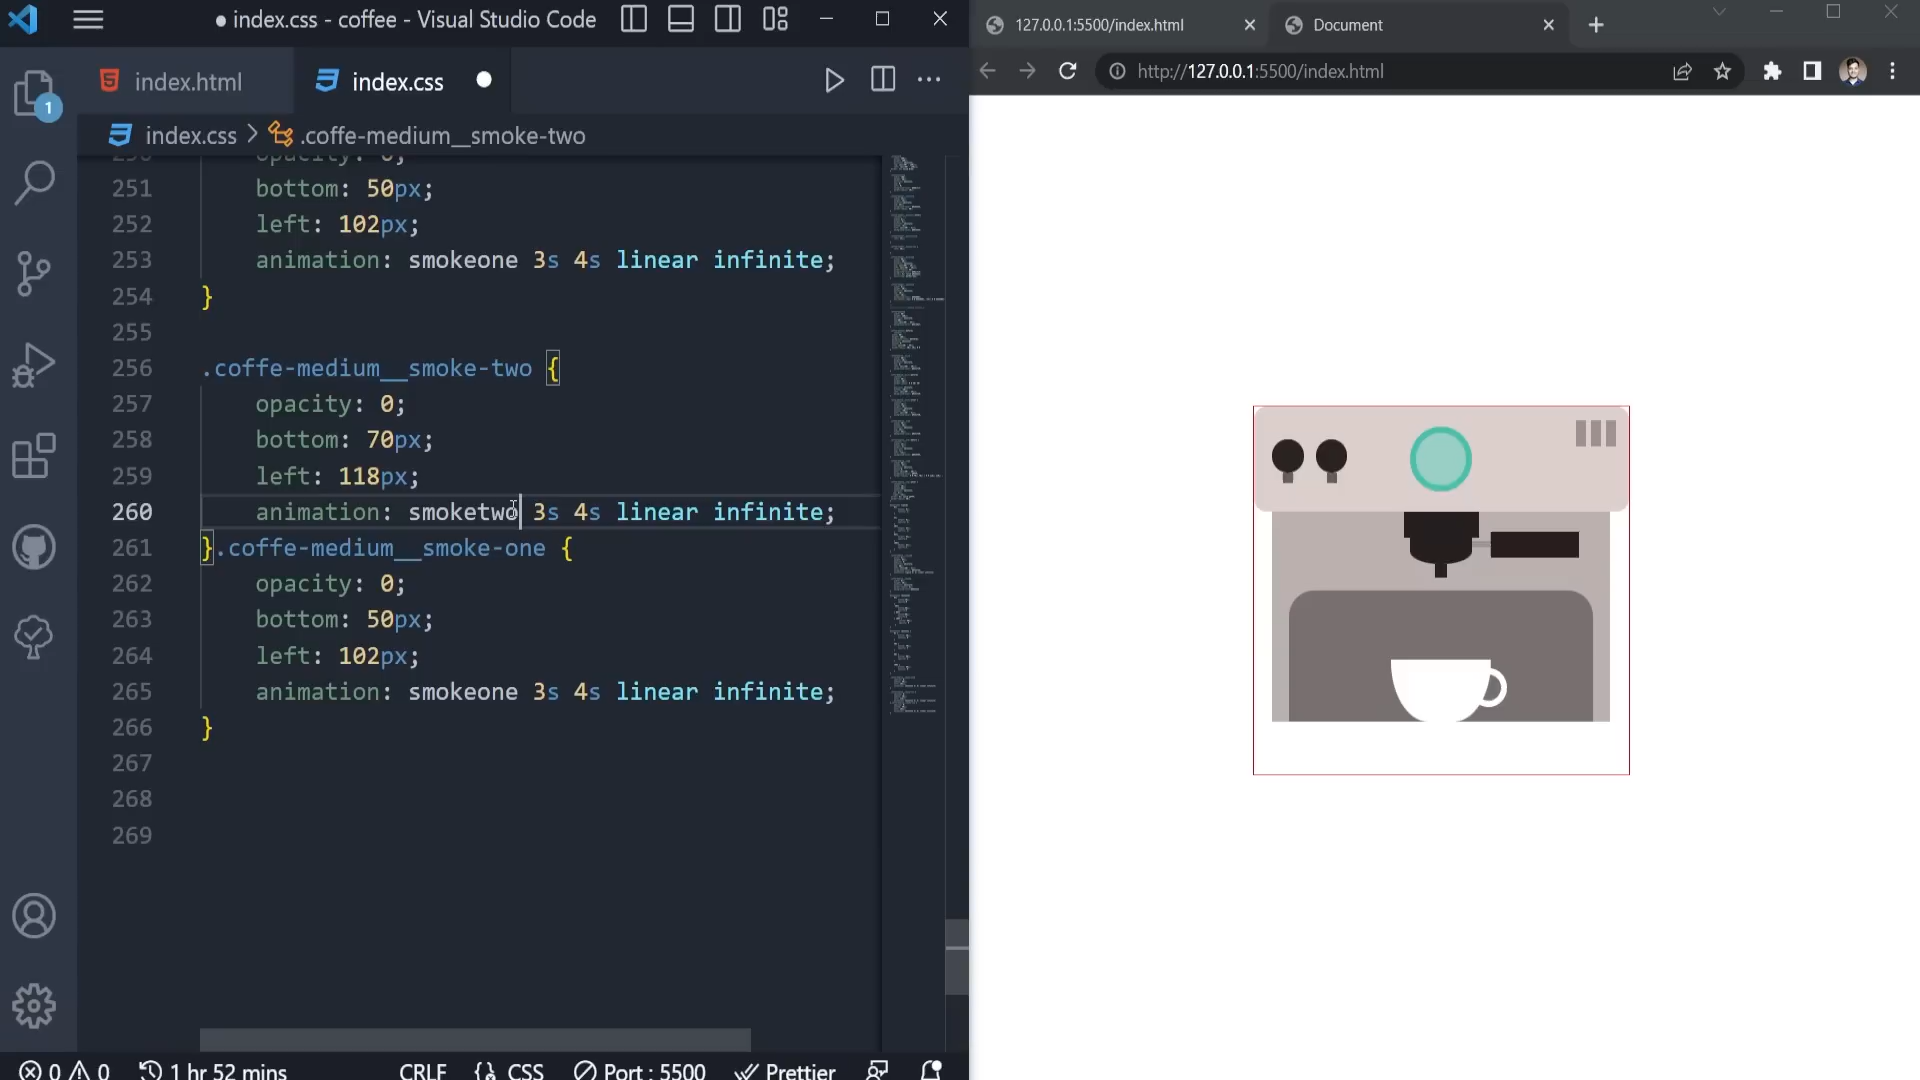 ● index.css - coffee - Visual Studio Code
index.html
index.css
index.css > .coffe-medium__smoke-two
1
opacity: 0;
251 bottom: 50px;
252 left: 102px;
253 animation: smokeone 3s 4s linear infinite;
254 }
255
256 .coffe-medium__smoke-two {
257 opacity: 0;
258 bottom: 70px;
259 left: 118px;
260 animation: smoketwo 3s 4s linear infinite;
261 }.coffe-medium__smoke-one {
262 opacity: 0;
263 bottom: 50px;
264 left: 102px;
265 animation: smokeone 3s 4s linear infinite;
266 }
267
268
269
0 0 1 hr 52 mins CRLF {} CSS Port : 5500 Prettier
127.0.0.1:5500/index.html
Document
http://127.0.0.1:5500/index.html